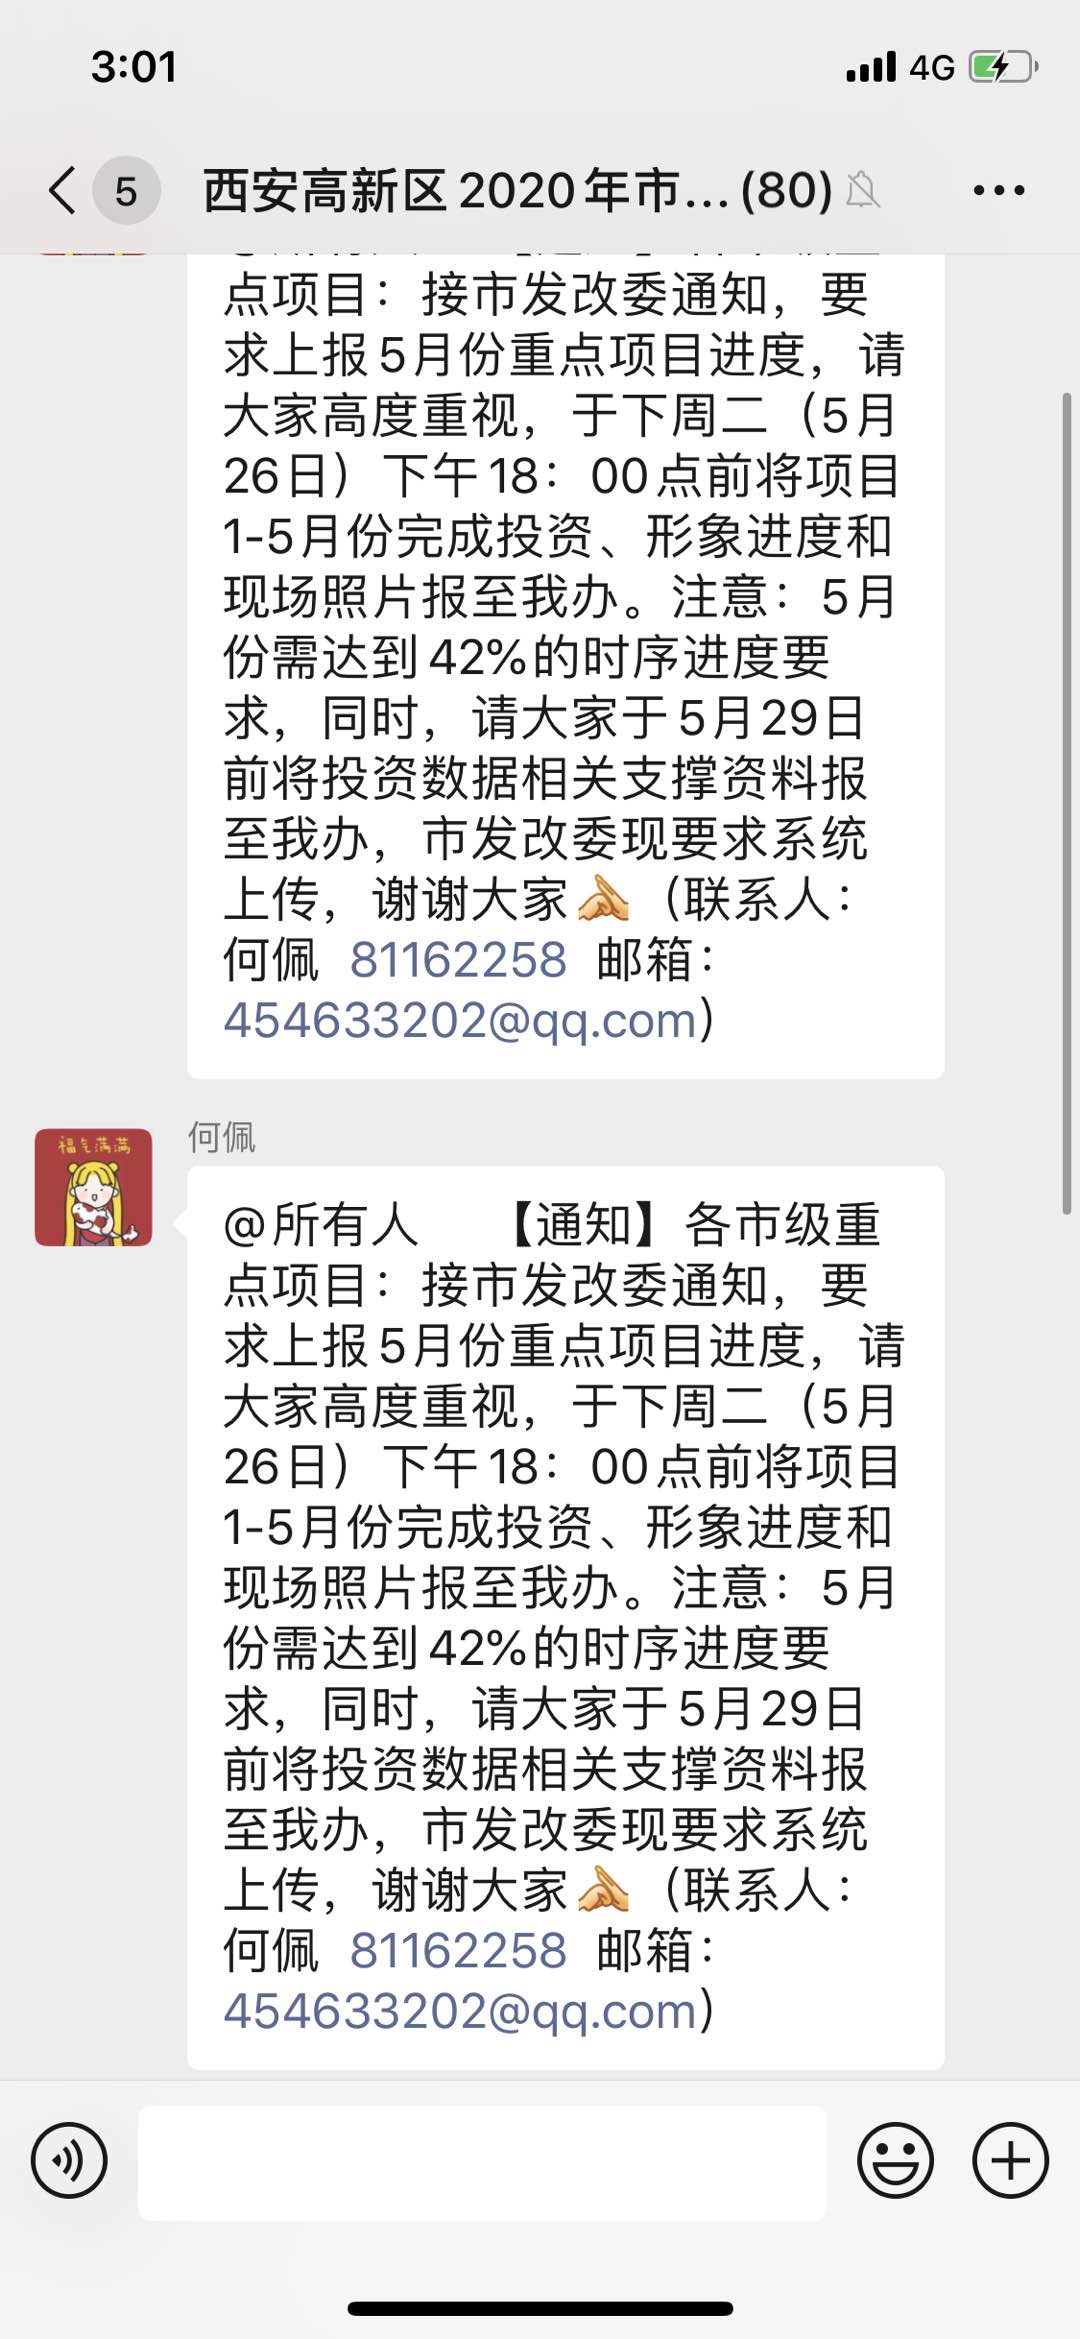 3:01
4G
5
西安高新区2020年市...(80)
点项目：接市发改委通知，要
求上报5月份重点项目进度，请
大家高度重视，于下周二（5月
26日）下午18：00点前将项目
1-5月份完成投资、形象进度和
现场照片报至我办。注意：5月
份需达到42%的时序进度要
求，同时，请大家于5月29日
前将投资数据相关支撑资料报
至我办，市发改委现要求系统
上传，谢谢大家🙏（联系人：
何佩 81162258 邮箱：
454633202@qq.com）
福气满满
何佩
@所有人 【通知】各市级重
点项目：接市发改委通知，要
求上报5月份重点项目进度，请
大家高度重视，于下周二（5月
26日）下午18：00点前将项目
1-5月份完成投资、形象进度和
现场照片报至我办。注意：5月
份需达到42%的时序进度要
求，同时，请大家于5月29日
前将投资数据相关支撑资料报
至我办，市发改委现要求系统
上传，谢谢大家🙏（联系人：
何佩 81162258 邮箱：
454633202@qq.com）